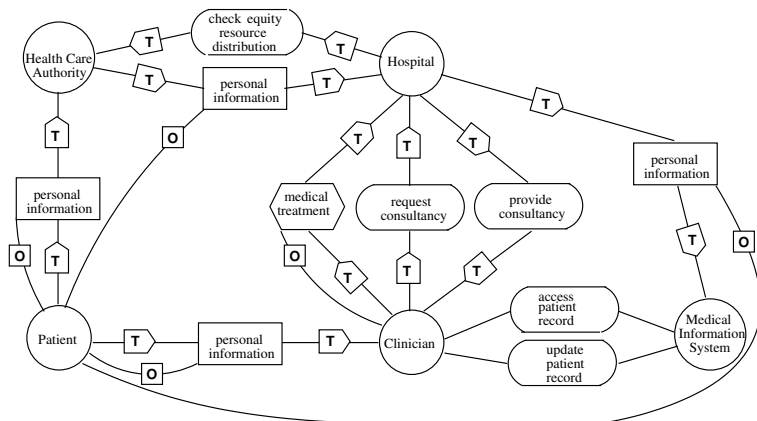 check equity
resource
distribution
T
T
Health Care
Authority
Hospital
T
personal
information
T
T
O
T
T
T
T
personal
information
personal
information
medical
treatment
request
consultancy
provide
consultancy
O
T
O
T
T
T
T
O
access
patient
record
Patient
T
personal
information
T
Clinician
Medical
Information
System
O
update
patient
record